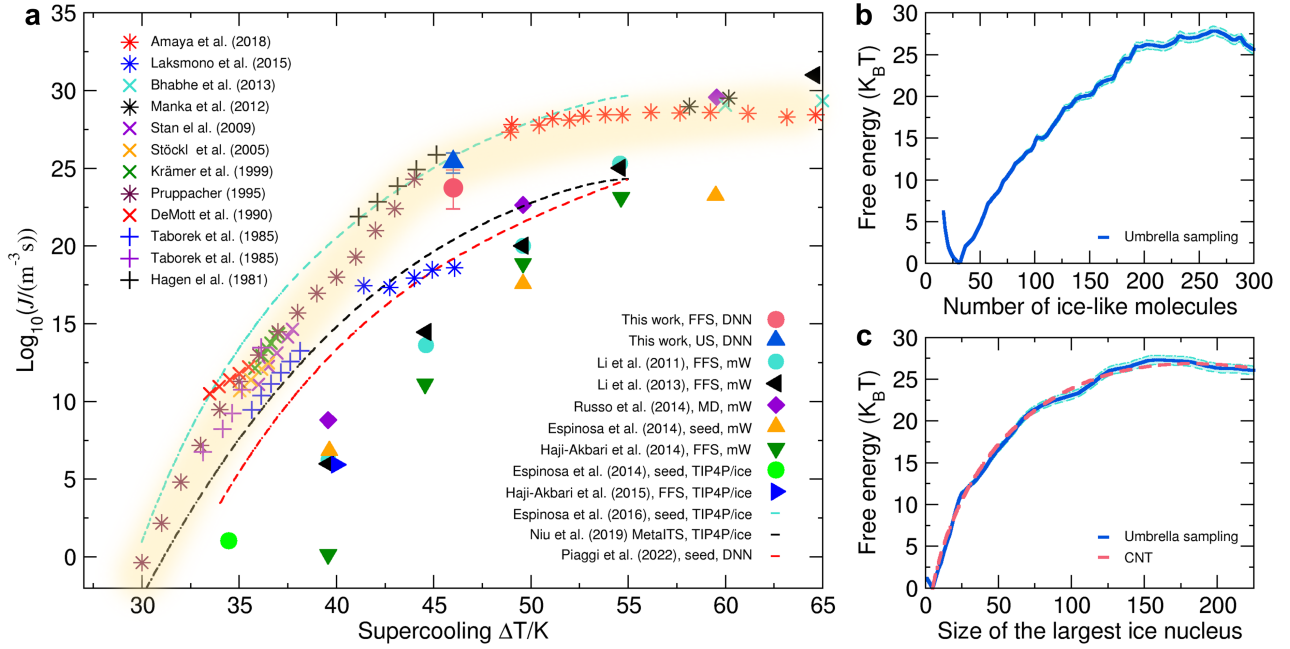 a
35
30
25
20
15
10
5
0
Log10(J/(m-3 s))
30 35 40 45 50 55 60 65
Supercooling ΔT/K
Amaya et al. (2018)
Laksmono et al. (2015)
Bhabhe et al. (2013)
Manka et al. (2012)
Stan el al. (2009)
Stöckl et al. (2005)
Krämer et al. (1999)
Pruppacher (1995)
DeMott et al. (1990)
Taborek et al. (1985)
Taborek et al. (1985)
Hagen et al. (1981)
This work, FFS, DNN
This work, US, DNN
Li et al. (2011), FFS, mW
Li et al. (2013), FFS, mW
Russo et al. (2014), MD, mW
Espinosa et al. (2014), seed, mW
Haji-Akbari et al. (2014), FFS, mW
Espinosa et al. (2014), seed, TIP4P/ice
Haji-Akbari et al. (2015), FFS, TIP4P/ice
Espinosa et al. (2016), seed, TIP4P/ice
Niu et al. (2019) MetaITS, TIP4P/ice
Piaggi et al. (2022), seed, DNN
b
30
25
20
15
10
5
0
Free energy (KBT)
Umbrella sampling
0 50 100 150 200 250 300
Number of ice-like molecules
c
30
25
20
15
10
5
0
Free energy (KBT)
Umbrella sampling
CNT
0 50 100 150 200
Size of the largest ice nucleus